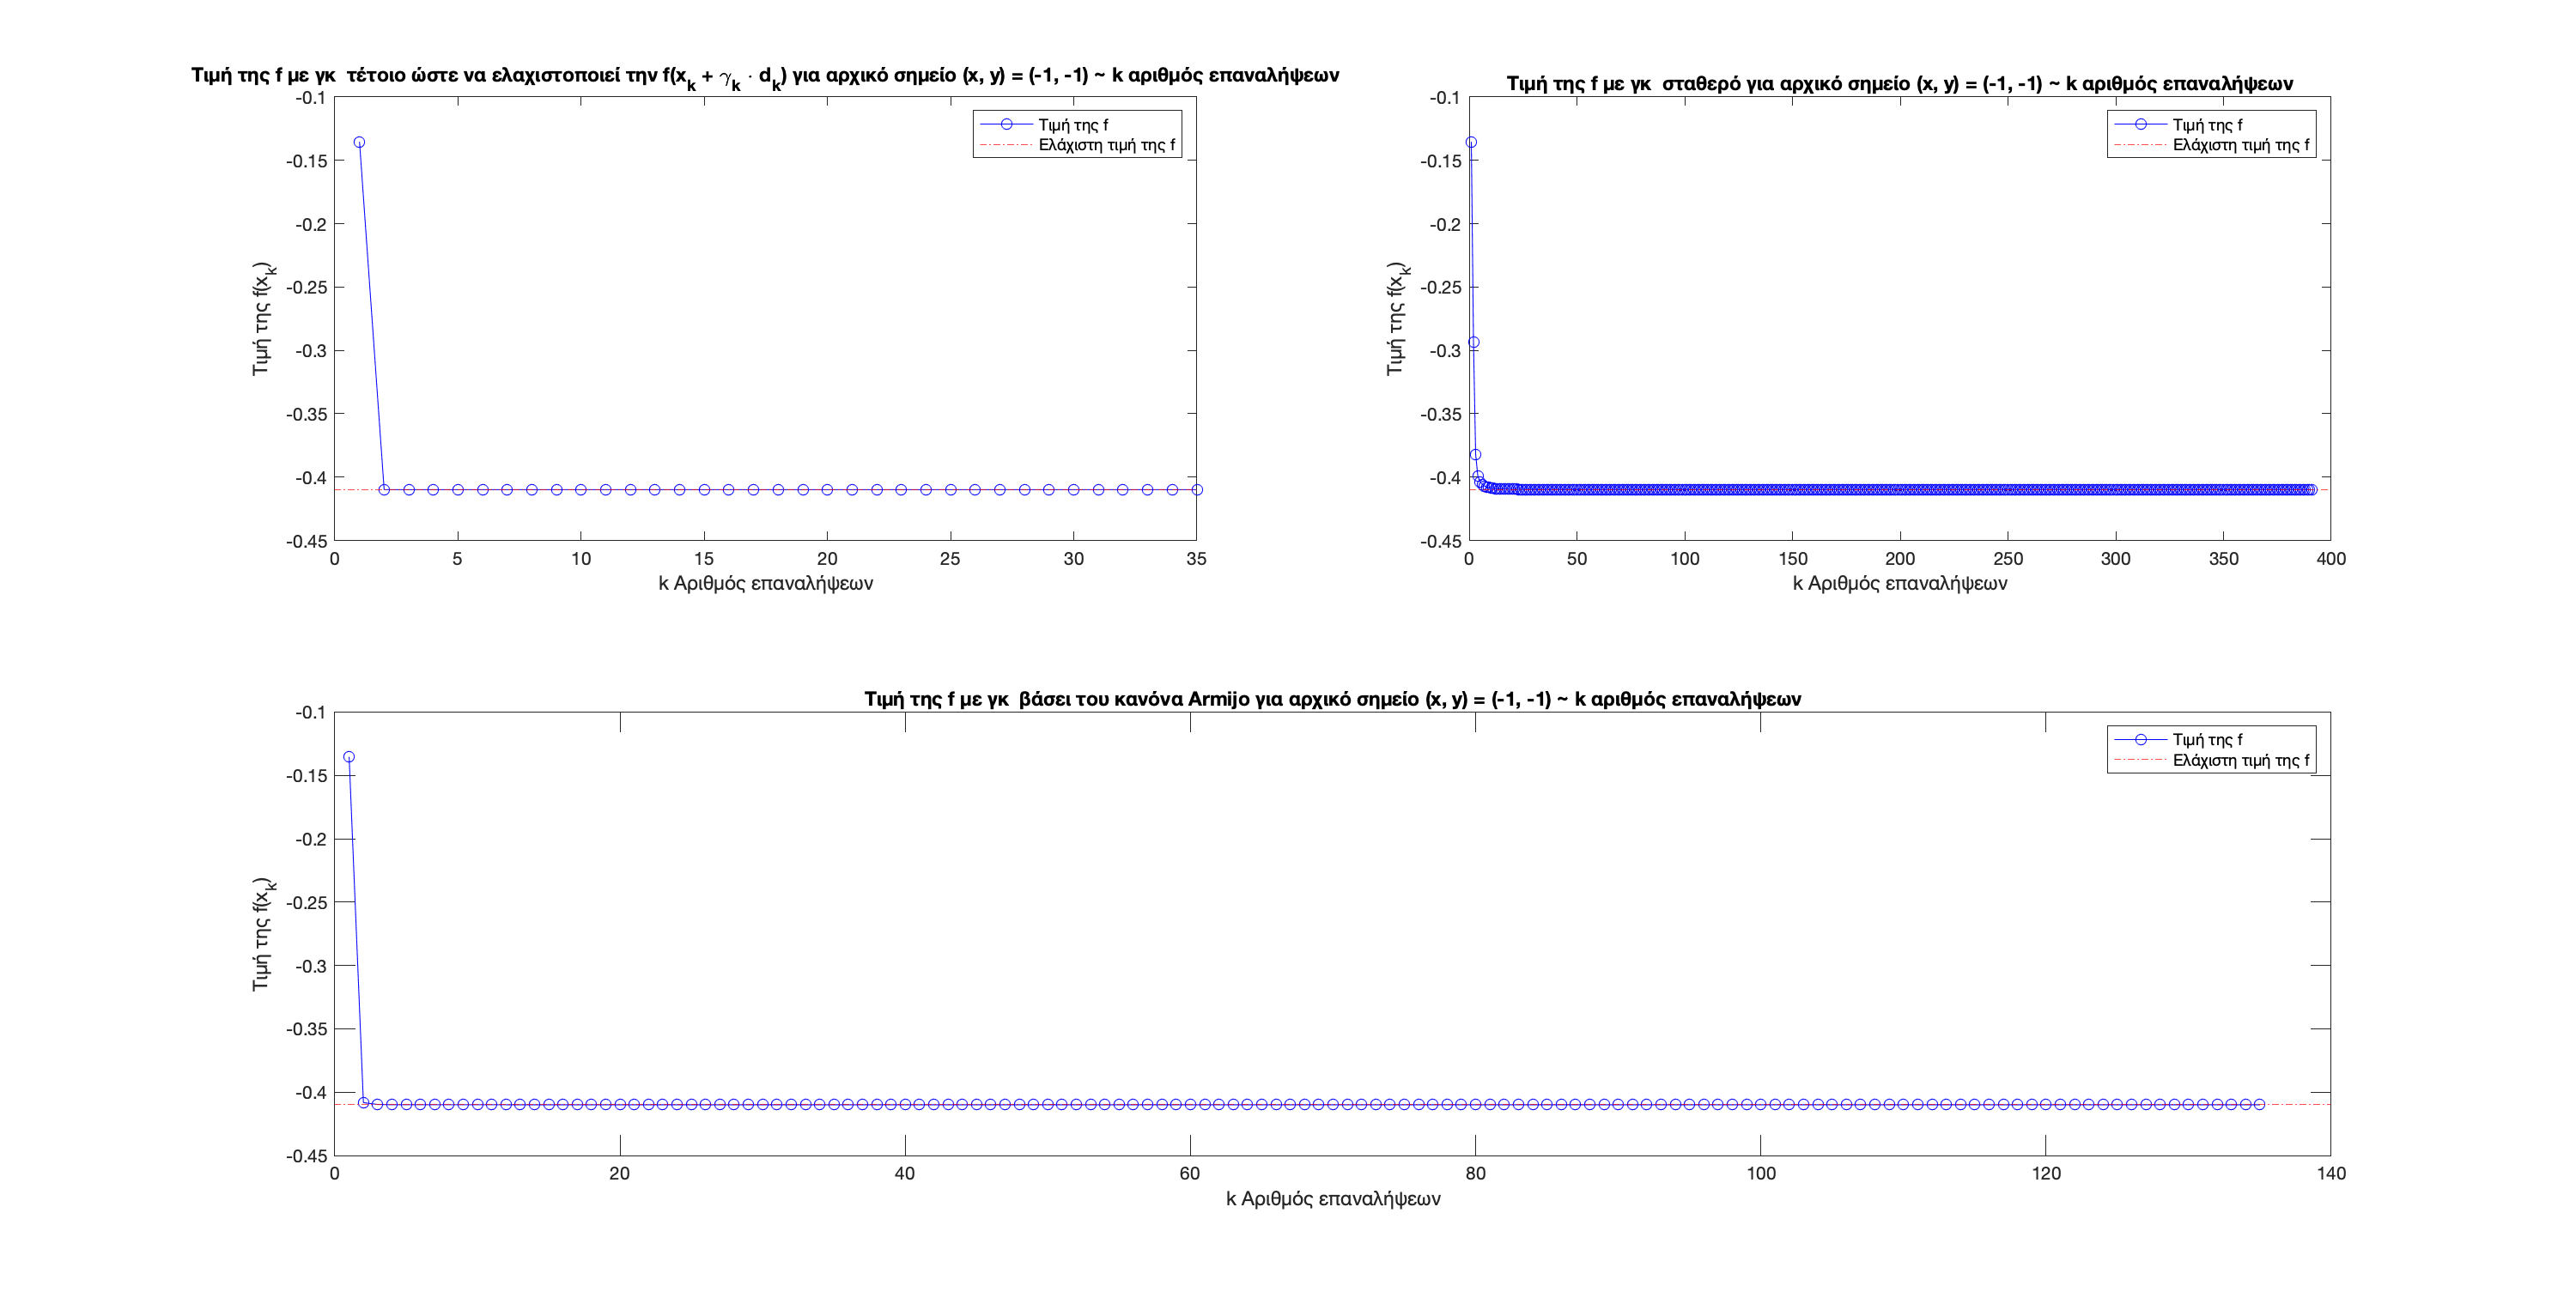 Τιμή της f με γκ τέτοιο ώστε να ελαχιστοποιεί την f(x_k + γ_k · d_k) για αρχικό σημείο (x, y) = (-1, -1) ~ k αριθμός επαναλήψεων
-0.1
-0.15
-0.2
-0.25
-0.3
-0.35
-0.4
-0.45
Τιμή της f(x_k)
Τιμή της f
Ελάχιστη τιμή της f
0 5 10 15 20 25 30 35
k Αριθμός επαναλήψεων
Τιμή της f με γκ σταθερό για αρχικό σημείο (x, y) = (-1, -1) ~ k αριθμός επαναλήψεων
-0.1
-0.15
-0.2
-0.25
-0.3
-0.35
-0.4
-0.45
Τιμή της f(x_k)
Τιμή της f
Ελάχιστη τιμή της f
0 50 100 150 200 250 300 350 400
k Αριθμός επαναλήψεων
Τιμή της f με γκ βάσει του κανόνα Armijo για αρχικό σημείο (x, y) = (-1, -1) ~ k αριθμός επαναλήψεων
-0.1
-0.15
-0.2
-0.25
-0.3
-0.35
-0.4
-0.45
Τιμή της f(x_k)
Τιμή της f
Ελάχιστη τιμή της f
0 20 40 60 80 100 120 140
k Αριθμός επαναλήψεων